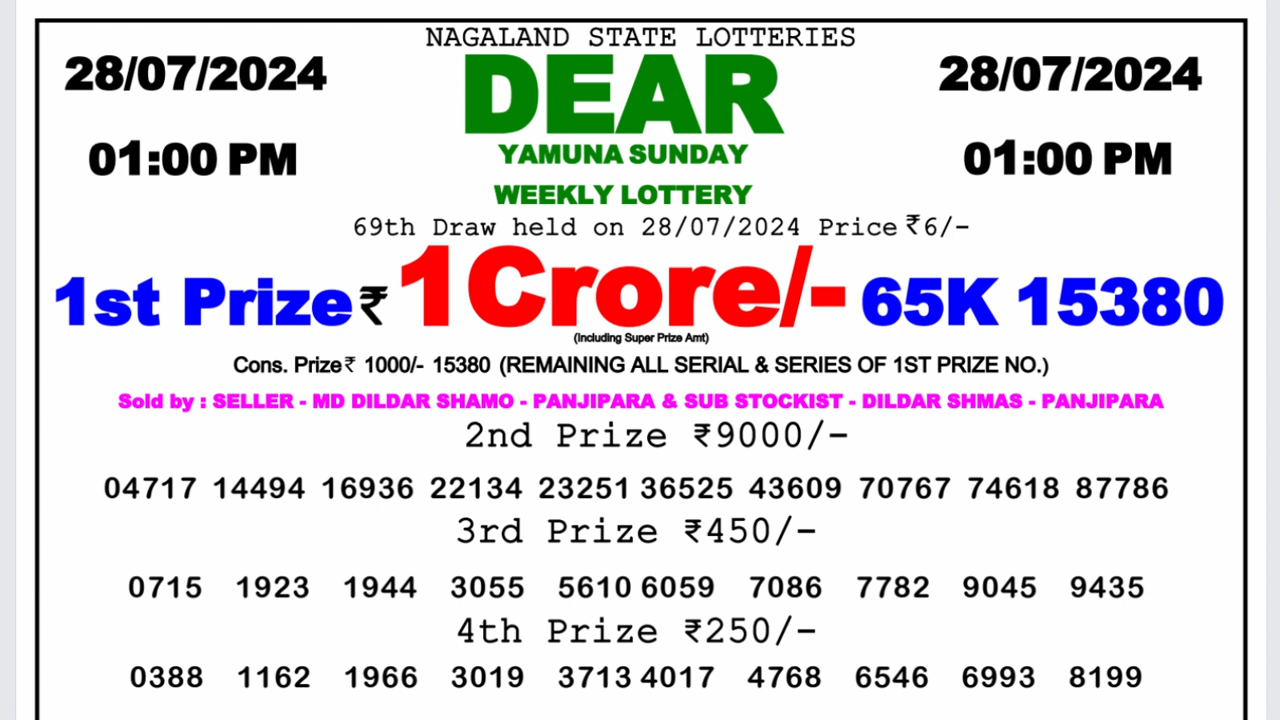 NAGALAND STATE LOTTERIES
28/07/2024 DEAR 28/07/2024
01:00 PM YAMUNA SUNDAY 01:00 PM
WEEKLY LOTTERY
69th Draw held on 28/07/2024 Price ₹6/-
1st Prize ₹ 1Crore/- 65K 15380
(Including Super Prize Amt)
Cons. Prize ₹ 1000/- 15380 (REMAINING ALL SERIAL & SERIES OF 1ST PRIZE NO.)
Sold by : SELLER - MD DILDAR SHAMO - PANJIPARA & SUB STOCKIST - DILDAR SHMAS - PANJIPARA
2nd Prize ₹9000/-
04717 14494 16936 22134 23251 36525 43609 70767 74618 87786
3rd Prize ₹450/-
0715 1923 1944 3055 5610 6059 7086 7782 9045 9435
4th Prize ₹250/-
0388 1162 1966 3019 3713 4017 4768 6546 6993 8199